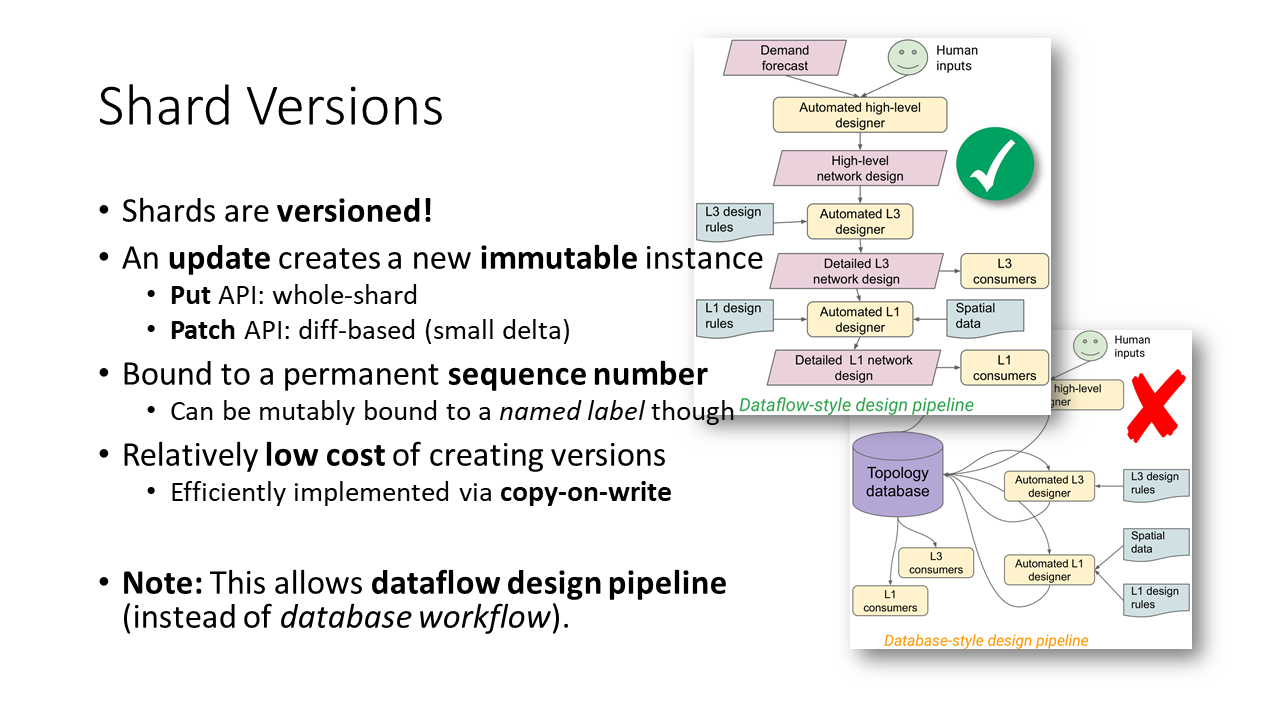 Shard Versions
• Shards are versioned!
• An update creates a new immutable instance
• Put API: whole-shard
• Patch API: diff-based (small delta)
• Bound to a permanent sequence number
• Can be mutably bound to a named label though
• Relatively low cost of creating versions
• Efficiently implemented via copy-on-write
• Note: This allows dataflow design pipeline
(instead of database workflow).
Demand
forecast
Human
inputs
Automated high-level
designer
High-level
network design
L3 design
rules
Automated L3
designer
Detailed L3
network design
L3
consumers
L1 design
rules
Automated L1
designer
Spatial
data
Detailed L1 network
design
L1
consumers
Dataflow-style design pipeline
Human
inputs
high-level
gner
Topology
database
Automated L3
designer
L3 design
rules
L3
consumers
Automated L1
designer
Spatial
data
L1
consumers
L1 design
rules
Database-style design pipeline